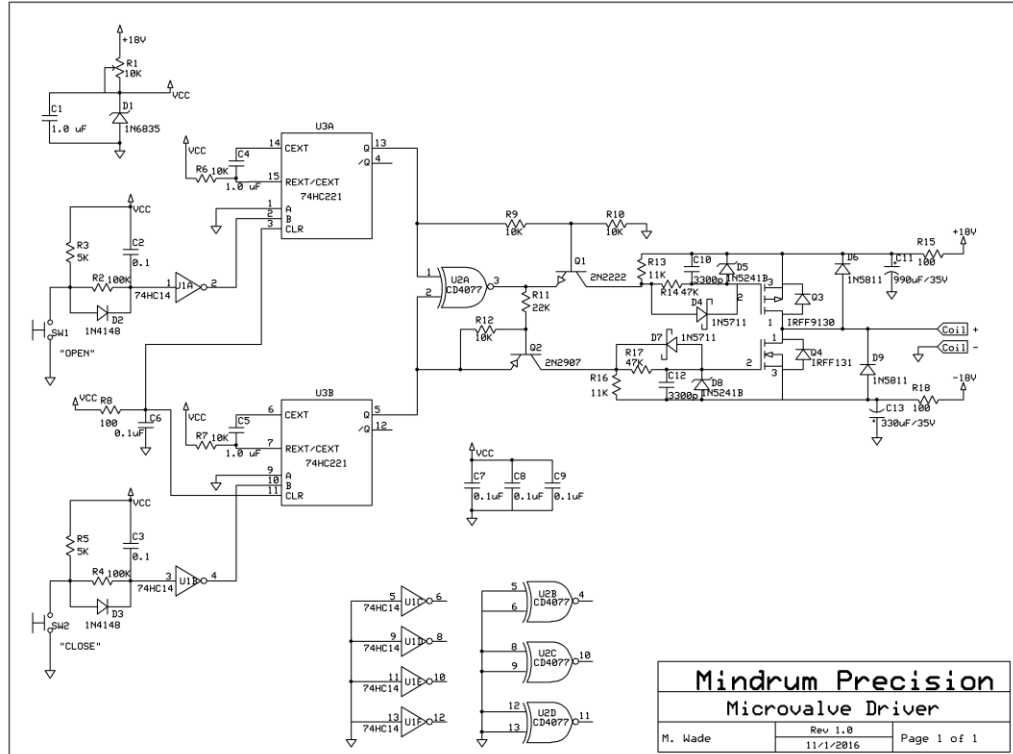 +18V
R1
10K
VCC
C1
1.0 uF
D1
1N6835
U3A
14 CEXT Q 13
/Q 4
VCC
R6 10K
C4
1.0 uF
15 REXT/CEXT
74HC221
1 A
2 B
3 CLR
VCC
R3
5K
C2
0.1
R2 100K
1 U1A 2
74HC14
D2
1N4148
SW1
"OPEN"
R9
10K
R10
10K
1
2
U2A
CD4077
3
Q1
2N2222
R11
22K
R12
10K
Q2
2N2907
R13
11K
C10
3300p
D5
1N5241B
R14 47K
D4
1N5711
3
2
1
Q3
IRFF9130
D6
1N5811
C11
990uF/35V
R15
100
+18V
Coil +
Coil -
D7
1N5711
R17
47K
R16
11K
C12
3300p
D8
1N5241B
1
2
3
Q4
IRFF131
D9
1N5811
-18V
R18
100
C13
330uF/35V
VCC
R8
100
C6
0.1uF
U3B
6 CEXT Q 5
/Q 12
VCC
R7 10K
C5
1.0 uF
7 REXT/CEXT
74HC221
9 A
10 B
11 CLR
VCC
R5
5K
C3
0.1
R4 100K
3 U1B 4
74HC14
D3
1N4148
SW2
"CLOSE"
VCC
C7
0.1uF
C8
0.1uF
C9
0.1uF
5 U1C 6
74HC14
9 U1D 8
74HC14
11 U1E 10
74HC14
13 U1F 12
74HC14
5
6
U2B
CD4077
4
8
9
U2C
CD4077
10
12
13
U2D
CD4077
11
Mindrum Precision
Microvalve Driver
M. Wade
Rev 1.0
11/1/2016
Page 1 of 1